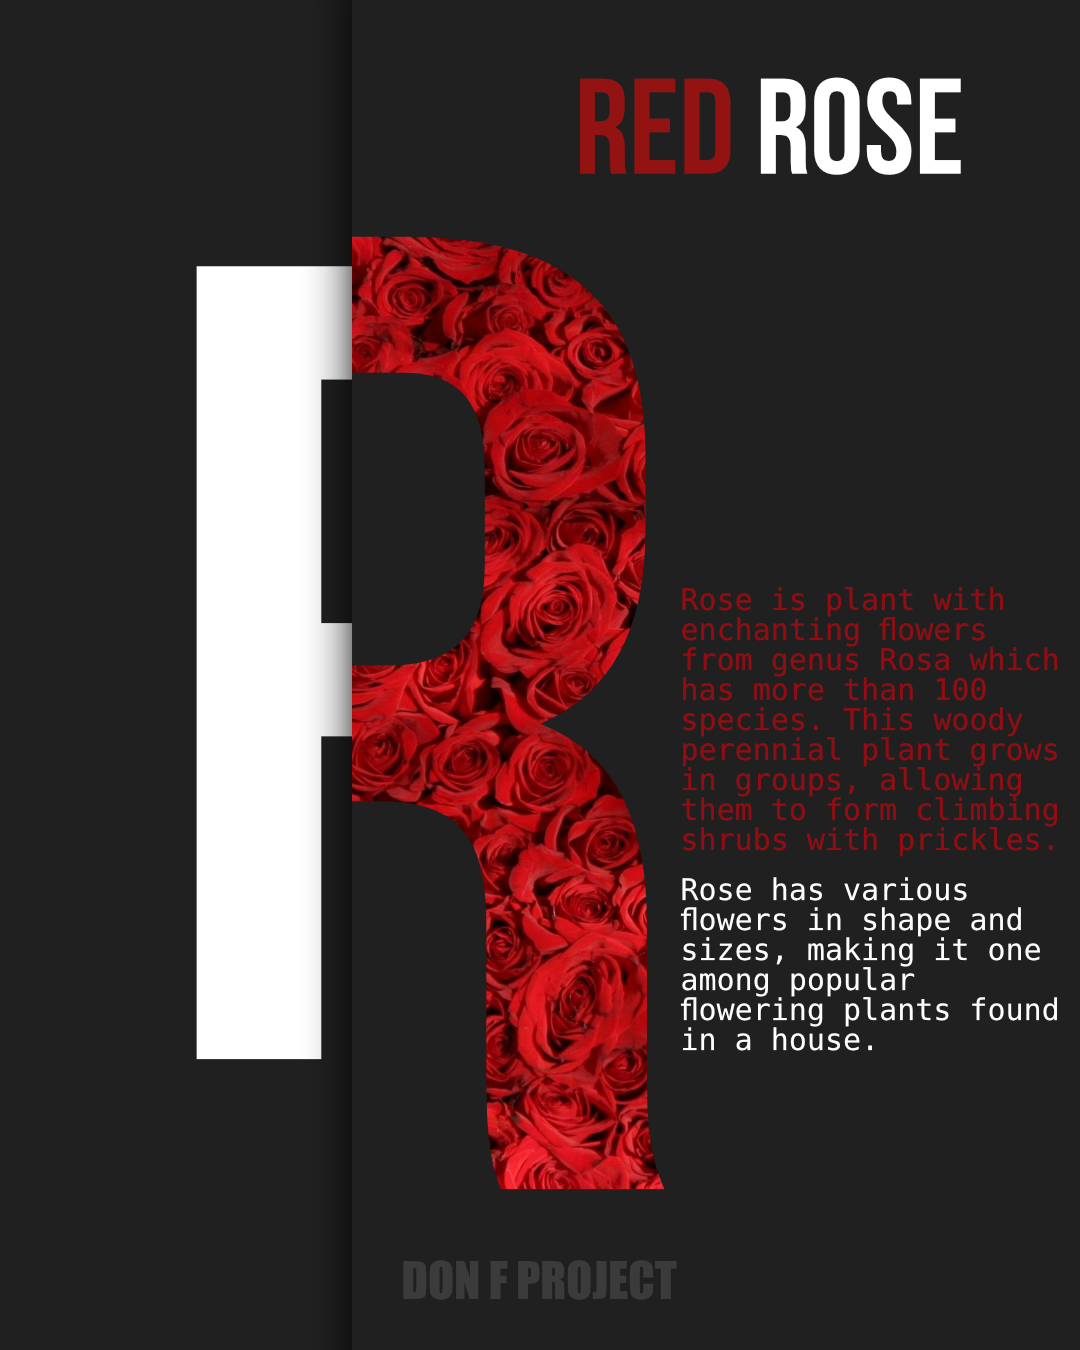 RED ROSE
R
Rose is plant with
enchanting flowers
from genus Rosa which
has more than 100
species. This woody
perennial plant grows
in groups, allowing
them to form climbing
shrubs with prickles.
Rose has various
flowers in shape and
sizes, making it one
among popular
flowering plants found
in a house.
DON F PROJECT